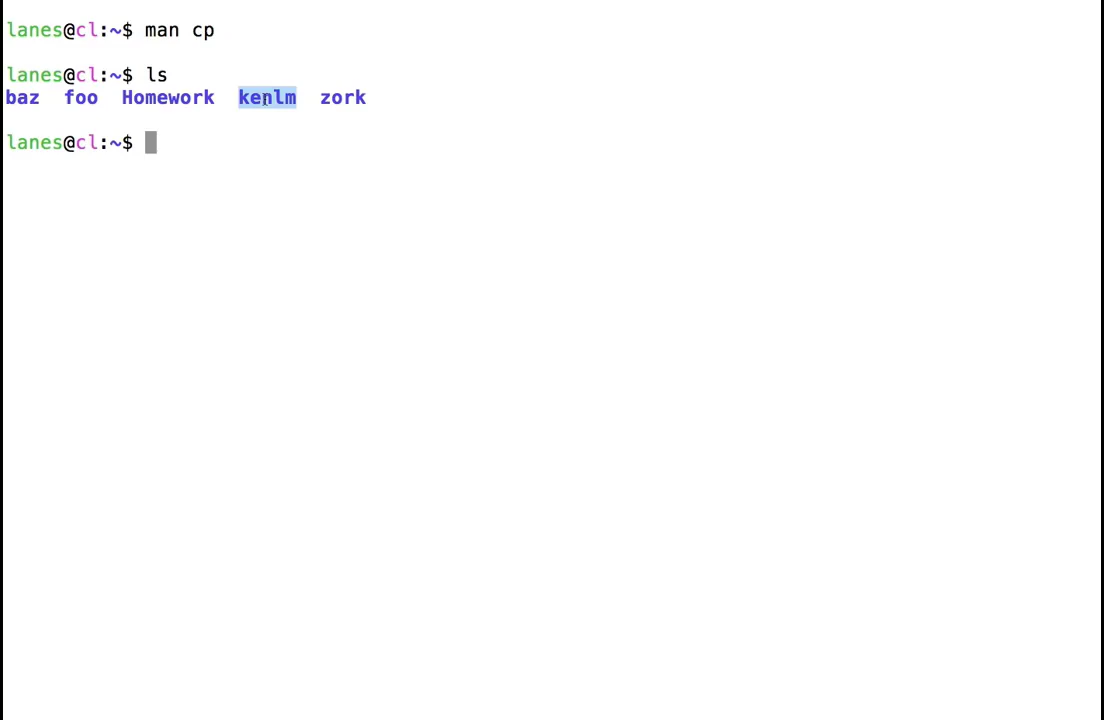 lanes@cl:~$ man cp
lanes@cl:~$ ls
baz  foo  Homework  kenlm  zork
lanes@cl:~$